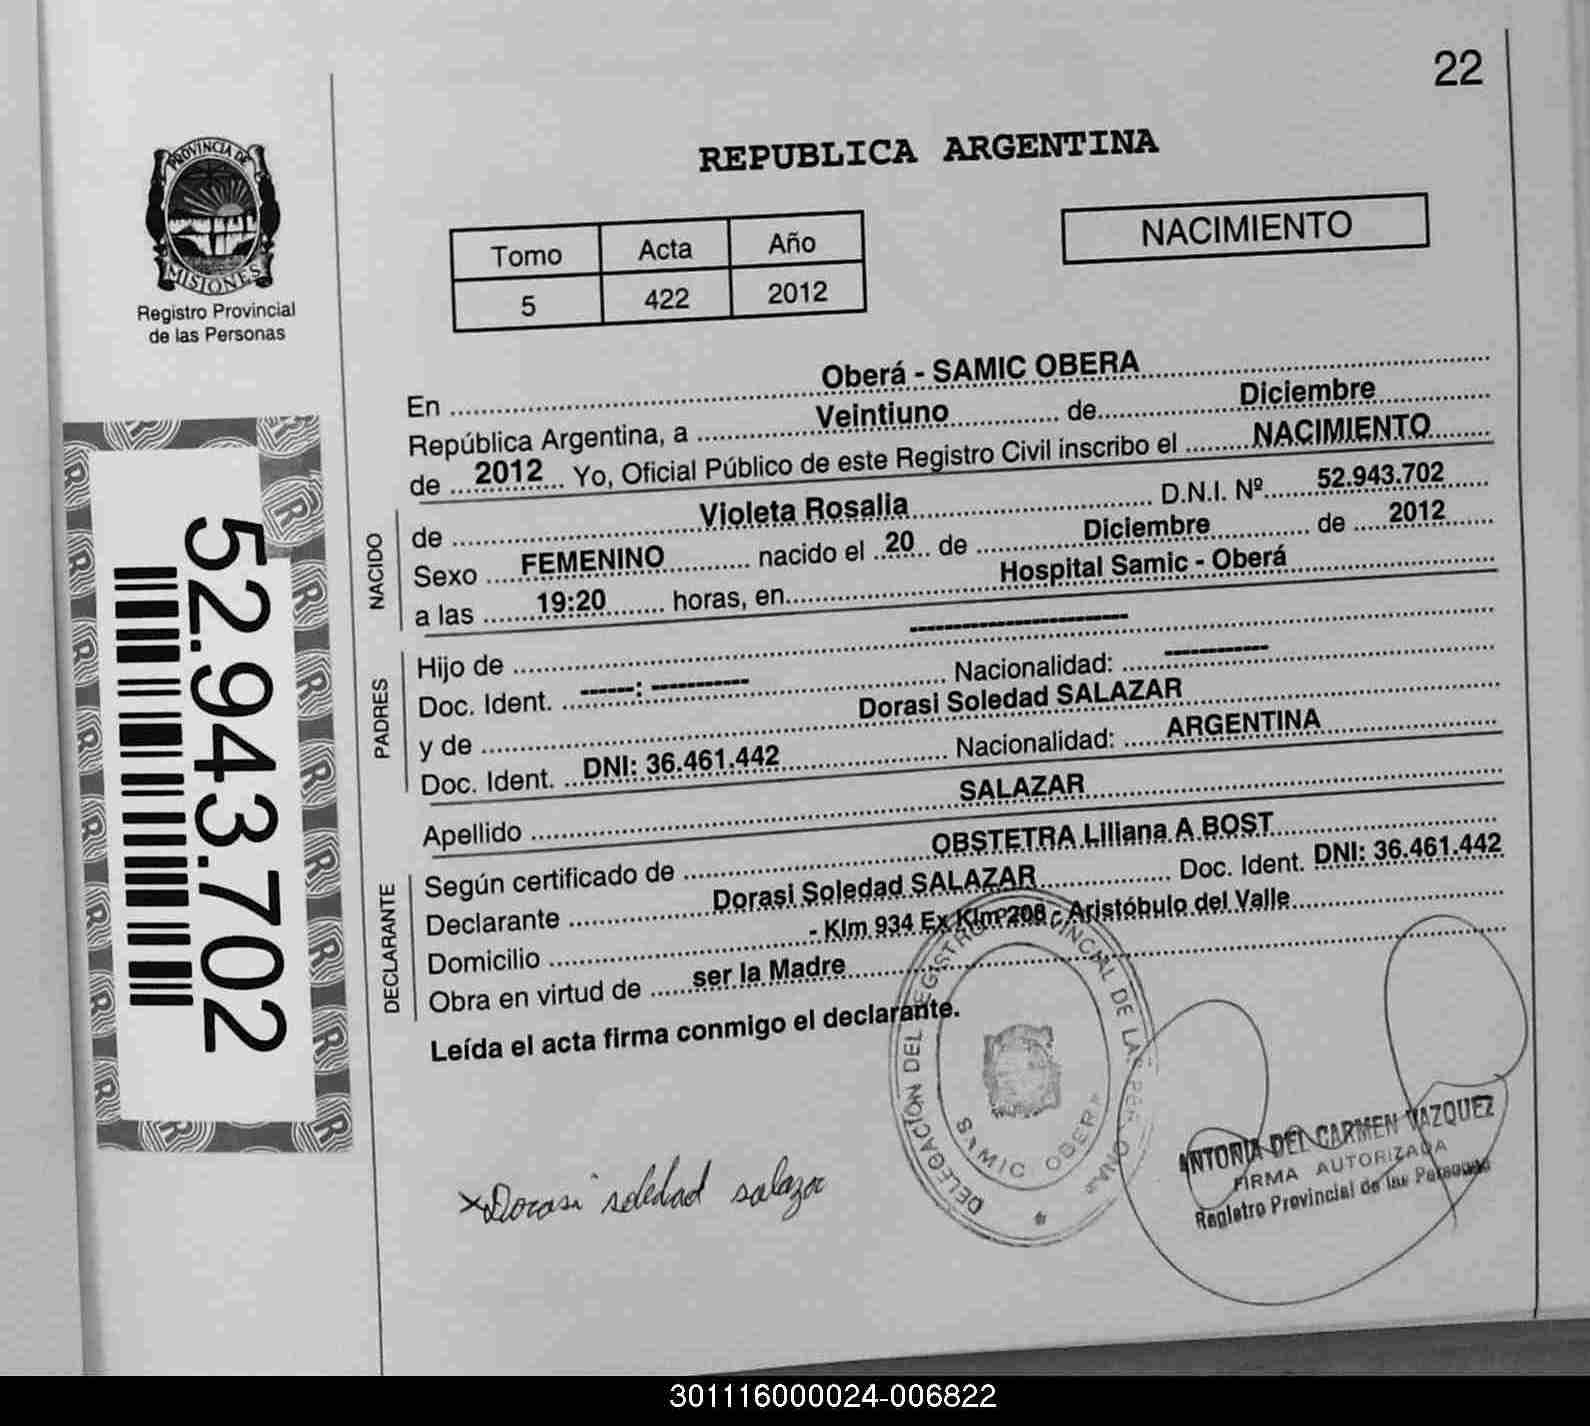 22
PROVINCIA DE
MISIONES
Registro Provincial
de las Personas
REPUBLICA ARGENTINA
Tomo Acta Año
5 422 2012
NACIMIENTO
En Oberá - SAMIC OBERA
República Argentina, a Veintiuno de Diciembre
de 2012 Yo, Oficial Público de este Registro Civil inscribo el NACIMIENTO
NACIDO
de Violeta Rosalia D.N.I. Nº 52.943.702
Sexo FEMENINO nacido el 20 de Diciembre de 2012
a las 19:20 horas, en Hospital Samic - Oberá
PADRES
Hijo de --------------------------
Doc. Ident. ------: ----------- Nacionalidad: ------------
y de Dorasi Soledad SALAZAR
Doc. Ident. DNI: 36.461.442 Nacionalidad: ARGENTINA
Apellido SALAZAR
DECLARANTE
Según certificado de OBSTETRA Liliana A BOST
Declarante Dorasi Soledad SALAZAR Doc. Ident. DNI: 36.461.442
Domicilio - Klm 934 Ex Klm 208 - Aristóbulo del Valle
Obra en virtud de ser la Madre
Leída el acta firma conmigo el declarante.
52.943.702
DELEGACIÓN DEL REGISTRO PROVINCIAL DE LAS PERSONAS
SAMIC OBERA
xDorasi soledad salazar
ANTONIA DEL CARMEN VAZQUEZ
FIRMA AUTORIZADA
Registro Provincial de las Personas
301116000024-006822